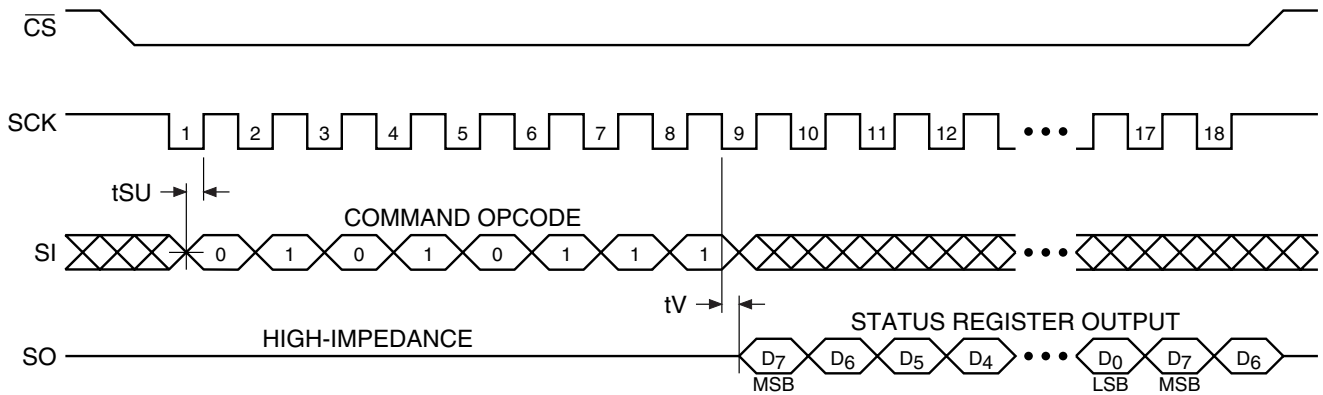 CS
SCK 1 2 3 4 5 6 7 8 9 10 11 12 ••• 17 18
tSU
COMMAND OPCODE
SI 0 1 0 1 0 1 1 1 •••
tV
HIGH-IMPEDANCE STATUS REGISTER OUTPUT
SO D7 D6 D5 D4 ••• D0 D7 D6
MSB LSB MSB